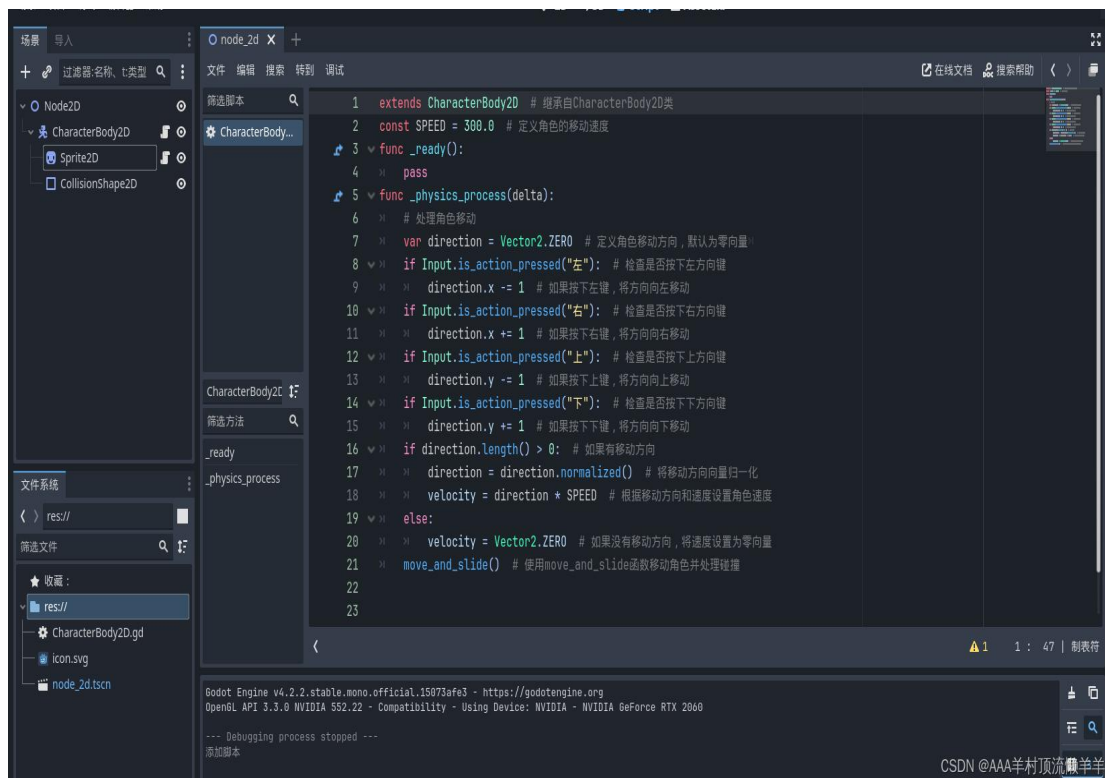 场景 导入
node_2d
过滤器:名称、t:类型
文件 编辑 搜索 转到 调试
在线文档 搜索帮助
Node2D
CharacterBody2D
Sprite2D
CollisionShape2D
筛选脚本
CharacterBody...
CharacterBody2D
筛选方法
_ready
_physics_process
1 extends CharacterBody2D # 继承自CharacterBody2D类
2 const SPEED = 300.0 # 定义角色的移动速度
3 func _ready():
4 pass
5 func _physics_process(delta):
6 # 处理角色移动
7 var direction = Vector2.ZERO # 定义角色移动方向，默认为零向量
8 if Input.is_action_pressed("左"): # 检查是否按下左方向键
9 direction.x -= 1 # 如果按下左键，将方向向左移动
10 if Input.is_action_pressed("右"): # 检查是否按下右方向键
11 direction.x += 1 # 如果按下右键，将方向向右移动
12 if Input.is_action_pressed("上"): # 检查是否按下上方向键
13 direction.y -= 1 # 如果按下上键，将方向向上移动
14 if Input.is_action_pressed("下"): # 检查是否按下下方向键
15 direction.y += 1 # 如果按下下键，将方向向下移动
16 if direction.length() > 0: # 如果有移动方向
17 direction = direction.normalized() # 将移动方向向量归一化
18 velocity = direction * SPEED # 根据移动方向和速度设置角色速度
19 else:
20 velocity = Vector2.ZERO # 如果没有移动方向，将速度设置为零向量
21 move_and_slide() # 使用move_and_slide函数移动角色并处理碰撞
22
23
1 1 : 47 | 制表符
文件系统
res://
筛选文件
收藏：
res://
CharacterBody2D.gd
icon.svg
node_2d.tscn
Godot Engine v4.2.2.stable.mono.official.15073afe3 - https://godotengine.org
OpenGL API 3.3.0 NVIDIA 552.22 - Compatibility - Using Device: NVIDIA - NVIDIA GeForce RTX 2060
--- Debugging process stopped ---
添加脚本
CSDN @AAA羊村顶流懒羊羊